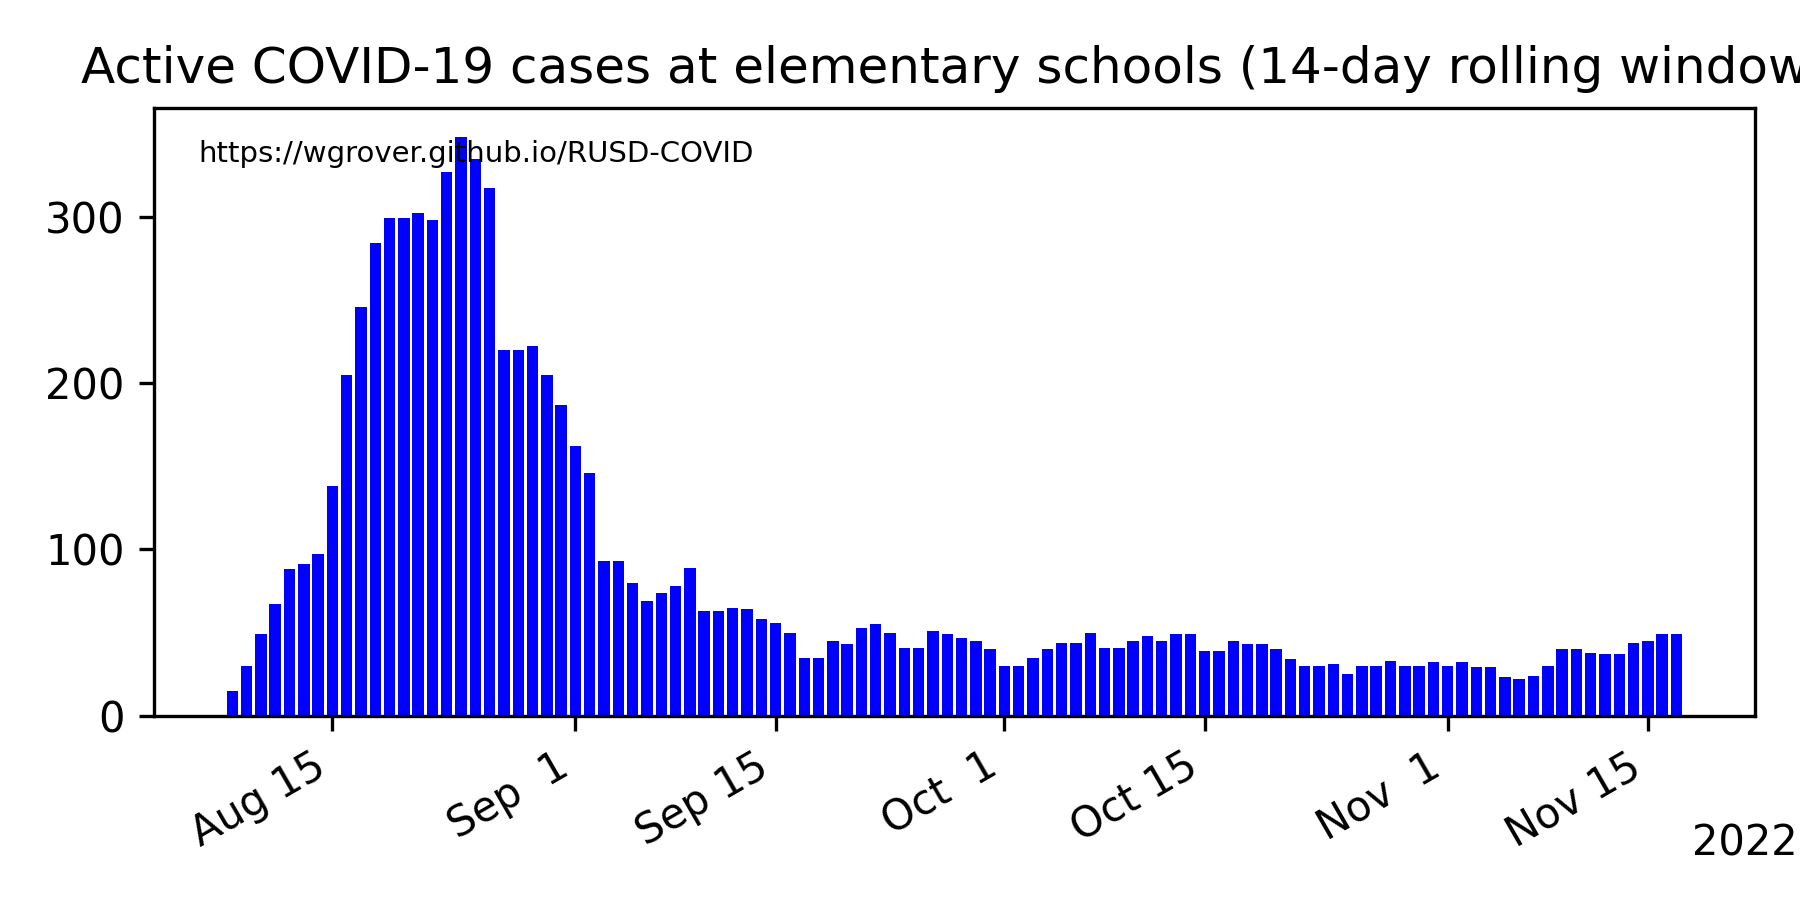 Active COVID-19 cases at elementary schools (14-day rolling window
https://wgrover.github.io/RUSD-COVID
300
200
100
0
Aug 15
Sep 1
Sep 15
Oct 1
Oct 15
Nov 1
Nov 15
2022